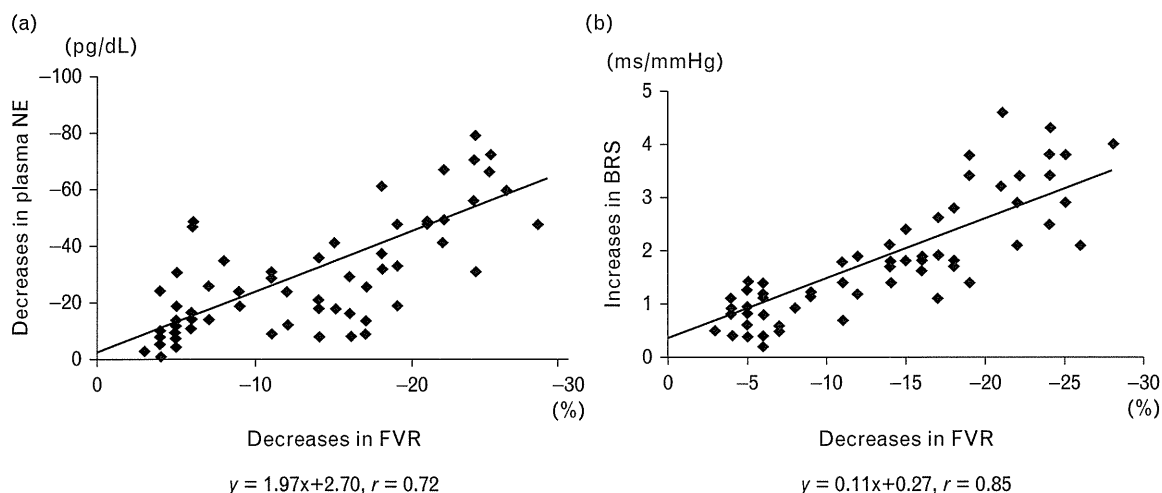 (a)
(pg/dL)
Decreases in plasma NE
–100
–80
–60
–40
–20
0
0
–10
–20
–30
(%)
Decreases in FVR
y = 1.97x+2.70, r = 0.72
(b)
(ms/mmHg)
Increases in BRS
5
4
3
2
1
0
0
–5
–10
–15
–20
–25
–30
(%)
Decreases in FVR
y = 0.11x+0.27, r = 0.85